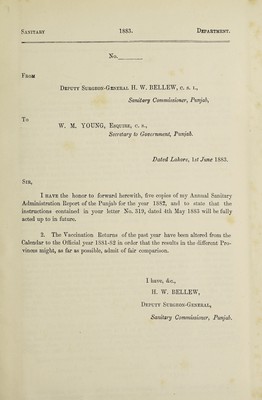 SANITARY 1883. DEPARTMENT.
No.
FROM
DEPUTY SURGEON-GENERAL H. W. BELLEW, C. S. I.,
Sanitary Commissioner, Punjab,
TO
W. M. YOUNG, ESQUIRE, C. S.,
Secretary to Government, Punjab.
Dated Lahore, 1st June 1883.
SIR,
I HAVE the honor to forward herewith, five copies of my Annual Sanitary
Administration Report of the Punjab for the year 1882, and to state that the
instructions contained in your letter No. 319, dated 4th May 1883 will be fully
acted up to in future.
2. The Vaccination Returns of the past year have been altered from the
Calendar to the Official year 1881-82 in order that the results in the different Pro-
vinces might, as far as possible, admit of fair comparison.
I have, &c.,
H. W. BELLEW,
DEPUTY SURGEON-GENERAL,
Sanitary Commissioner, Punjab.